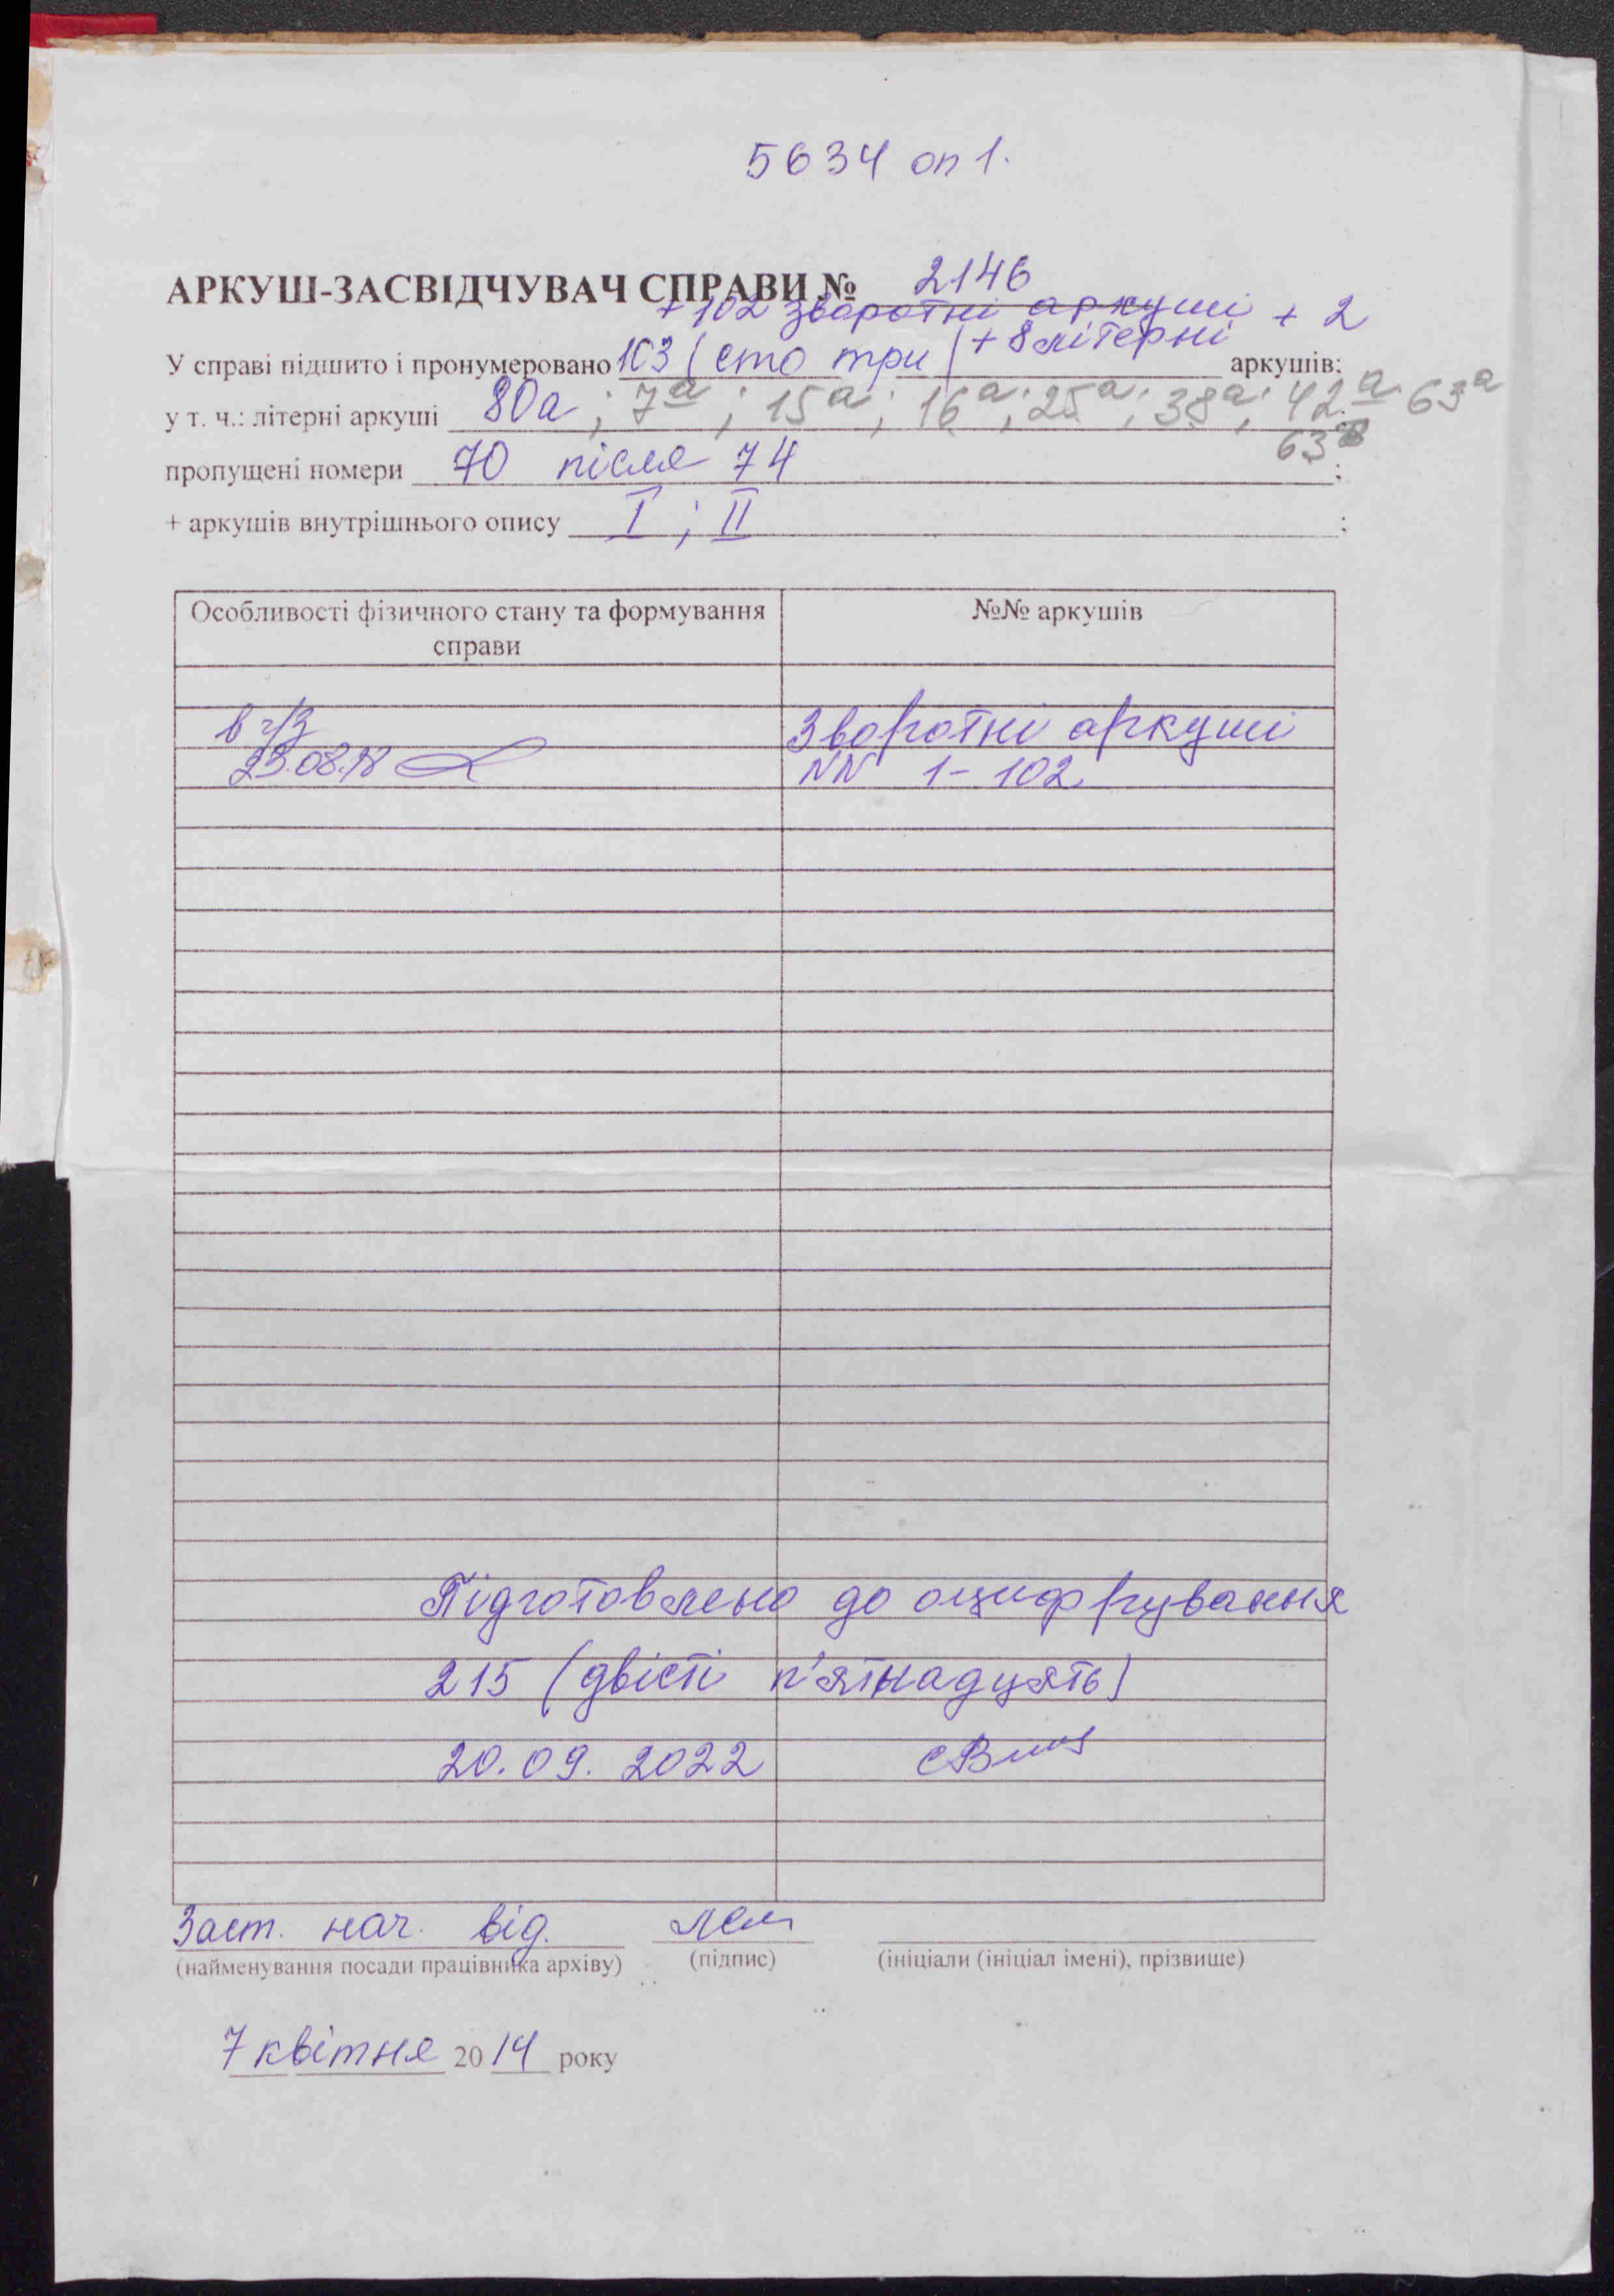 5634 оп 1.
АРКУШ-ЗАСВІДЧУВАЧ СПРАВИ № 2146
+ 102 зворотні аркуші + 2
У справі підшито і пронумеровано 103 (сто три) + 8 літерні аркушів;
у т. ч.: літерні аркуші 80а; 7а; 15а; 16а; 25а; 38а; 42а; 63а
63
пропущені номери 70 після 74 ;
+ аркушів внутрішнього опису I ; II ;
Особливості фізичного стану та формування справи
№№ аркушів
в ч/з
Зворотні аркуші
23.08.18
NN 1-102
Підготовлено до оцифрування
215 (двісті п'ятнадцять)
20.09.2022
Заст. нач. від.
(найменування посади працівника архіву) (підпис) (ініціали (ініціал імені), прізвище)
7 квітня 2014 року